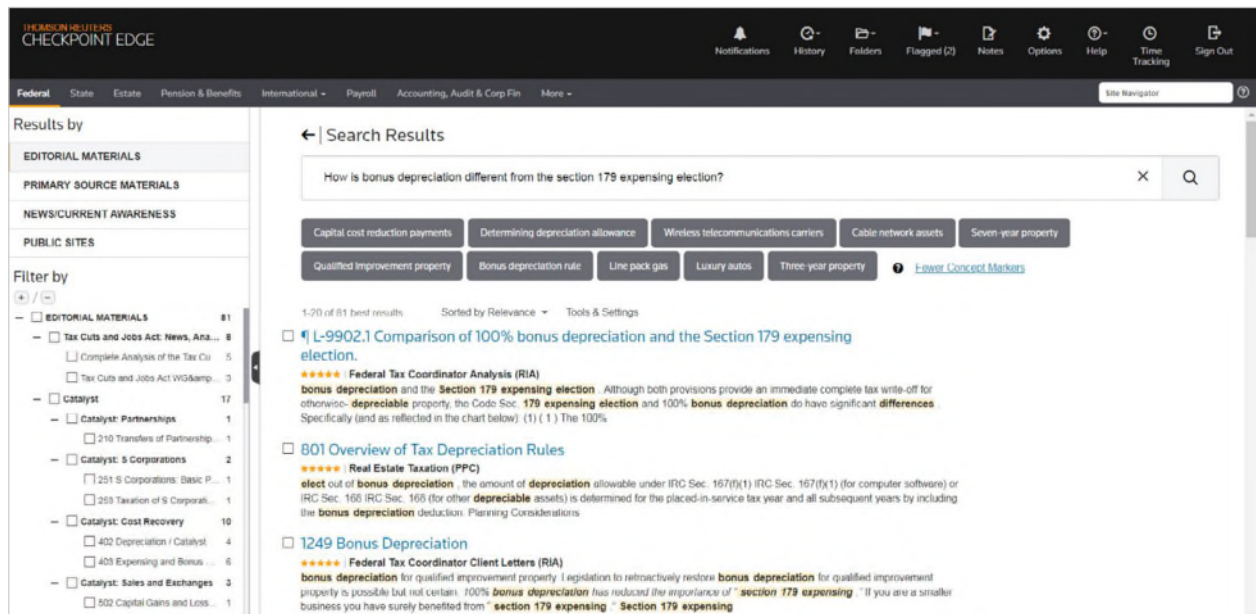 THOMSON REUTERS
CHECKPOINT EDGE
Notifications History Folders Flagged (2) Notes Options Help Time Tracking Sign Out
Federal State Estate Pension & Benefits International Payroll Accounting, Audit & Corp Fin More Site Navigator
Results by
EDITORIAL MATERIALS
PRIMARY SOURCE MATERIALS
NEWS/CURRENT AWARENESS
PUBLIC SITES
Filter by
+ / −
EDITORIAL MATERIALS 81
Tax Cuts and Jobs Act: News, Ana... 8
Complete Analysis of the Tax Cu 5
Tax Cuts and Jobs Act WG&amp... 3
Catalyst 17
Catalyst: Partnerships 1
210 Transfers of Partnership... 1
Catalyst: S Corporations 2
251 S Corporations: Basic P... 1
253 Taxation of S Corporati... 1
Catalyst: Cost Recovery 10
402 Depreciation / Catalyst 4
403 Expensing and Bonus ... 6
Catalyst: Sales and Exchanges 3
502 Capital Gains and Loss... 1
Search Results
How is bonus depreciation different from the section 179 expensing election?
Capital cost reduction payments Determining depreciation allowance Wireless telecommunications carriers Cable network assets Seven-year property
Qualified improvement property Bonus depreciation rule Line pack gas Luxury autos Three-year property Fewer Concept Markers
1-20 of 81 best results Sorted by Relevance Tools & Settings
¶ L-9902.1 Comparison of 100% bonus depreciation and the Section 179 expensing
election.
Federal Tax Coordinator Analysis (RIA)
bonus depreciation and the Section 179 expensing election . Although both provisions provide an immediate complete tax write-off for
otherwise- depreciable property, the Code Sec. 179 expensing election and 100% bonus depreciation do have significant differences .
Specifically (and as reflected in the chart below): (1) ( 1 ) The 100%
801 Overview of Tax Depreciation Rules
Real Estate Taxation (PPC)
elect out of bonus depreciation , the amount of depreciation allowable under IRC Sec. 167(f)(1) IRC Sec. 167(f)(1) (for computer software) or
IRC Sec. 168 IRC Sec. 168 (for other depreciable assets) is determined for the placed-in-service tax year and all subsequent years by including
the bonus depreciation deduction. Planning Considerations
1249 Bonus Depreciation
Federal Tax Coordinator Client Letters (RIA)
bonus depreciation for qualified improvement property. Legislation to retroactively restore bonus depreciation for qualified improvement
property is possible but not certain. 100% bonus depreciation has reduced the importance of " section 179 expensing ." If you are a smaller
business you have surely benefited from " section 179 expensing ." Section 179 expensing